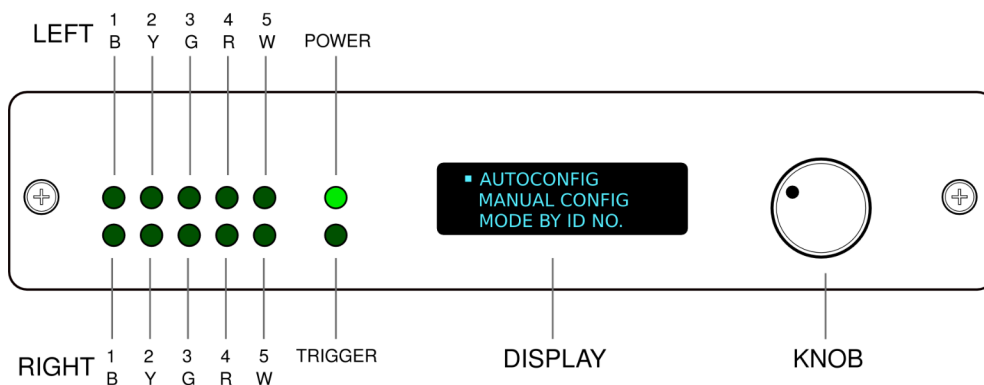 LEFT 1 2 3 4 5
B Y G R W POWER
AUTOCONFIG
MANUAL CONFIG
MODE BY ID NO.
RIGHT 1 2 3 4 5 TRIGGER DISPLAY KNOB
B Y G R W